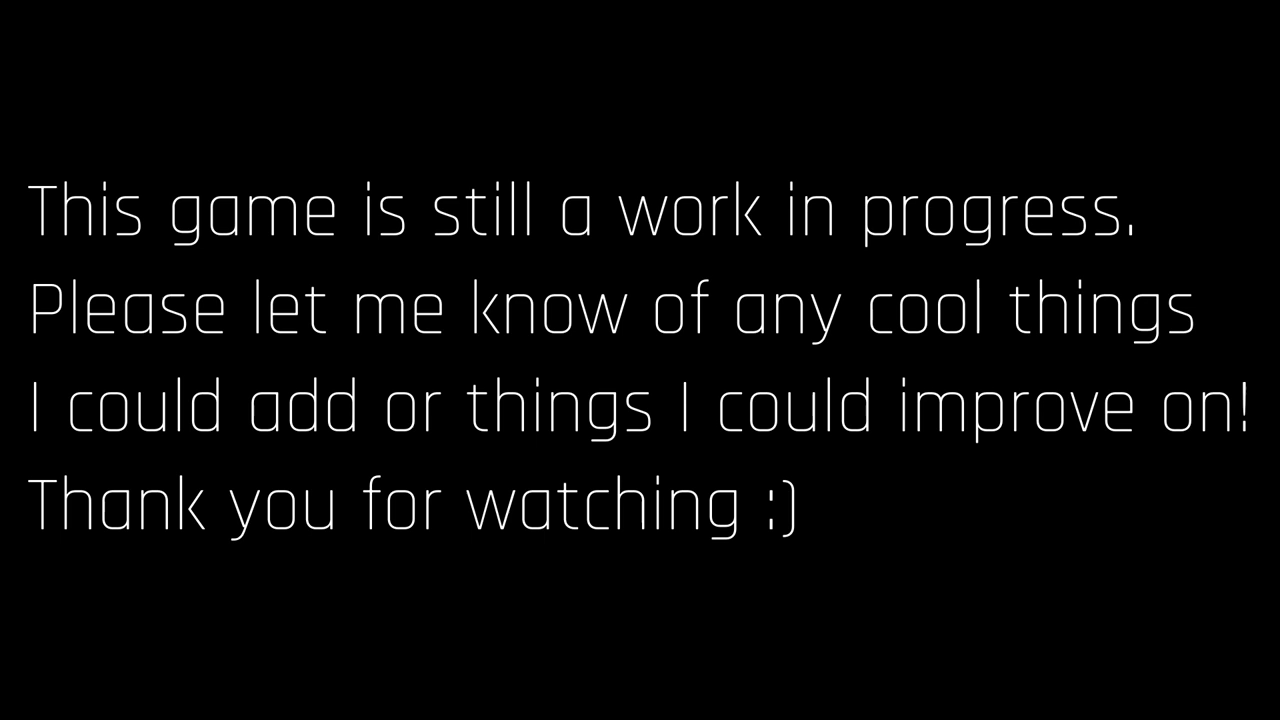 This game is still a work in progress.
Please let me know of any cool things
I could add or things I could improve on!
Thank you for watching :)